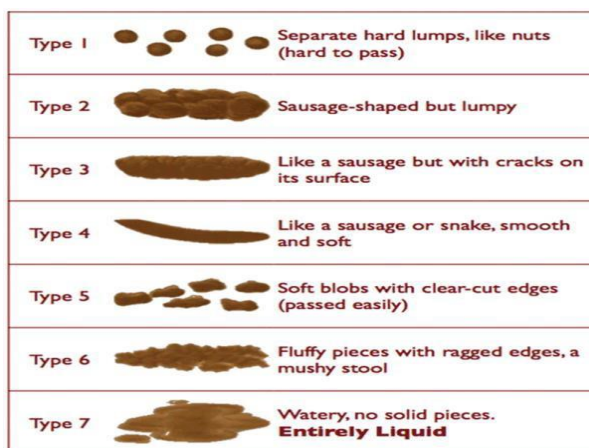 Type 1
Separate hard lumps, like nuts
(hard to pass)
Type 2
Sausage-shaped but lumpy
Type 3
Like a sausage but with cracks on
its surface
Type 4
Like a sausage or snake, smooth
and soft
Type 5
Soft blobs with clear-cut edges
(passed easily)
Type 6
Fluffy pieces with ragged edges, a
mushy stool
Type 7
Watery, no solid pieces.
Entirely Liquid